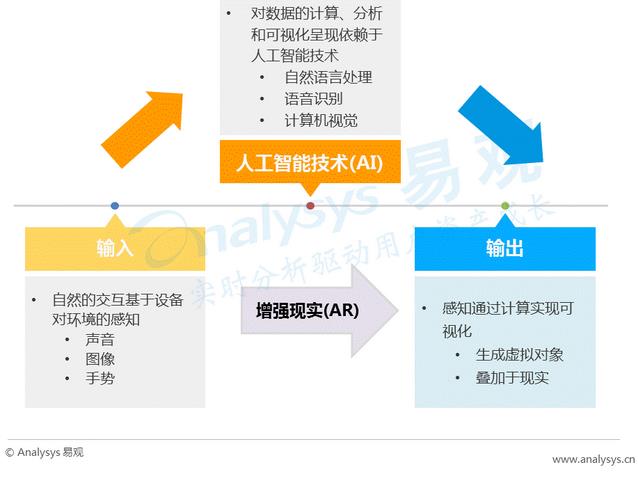 • 对数据的计算、分析
和可视化呈现依赖于
人工智能技术
• 自然语言处理
• 语音识别
• 计算机视觉
人工智能技术(AI)
Analysys 易观
实时分析驱动用户资产成长
输入
输出
• 自然的交互基于设备
对环境的感知
• 声音
• 图像
• 手势
增强现实(AR)
• 感知通过计算实现可
视化
• 生成虚拟对象
• 叠加于现实
© Analysys 易观
www.analysys.cn